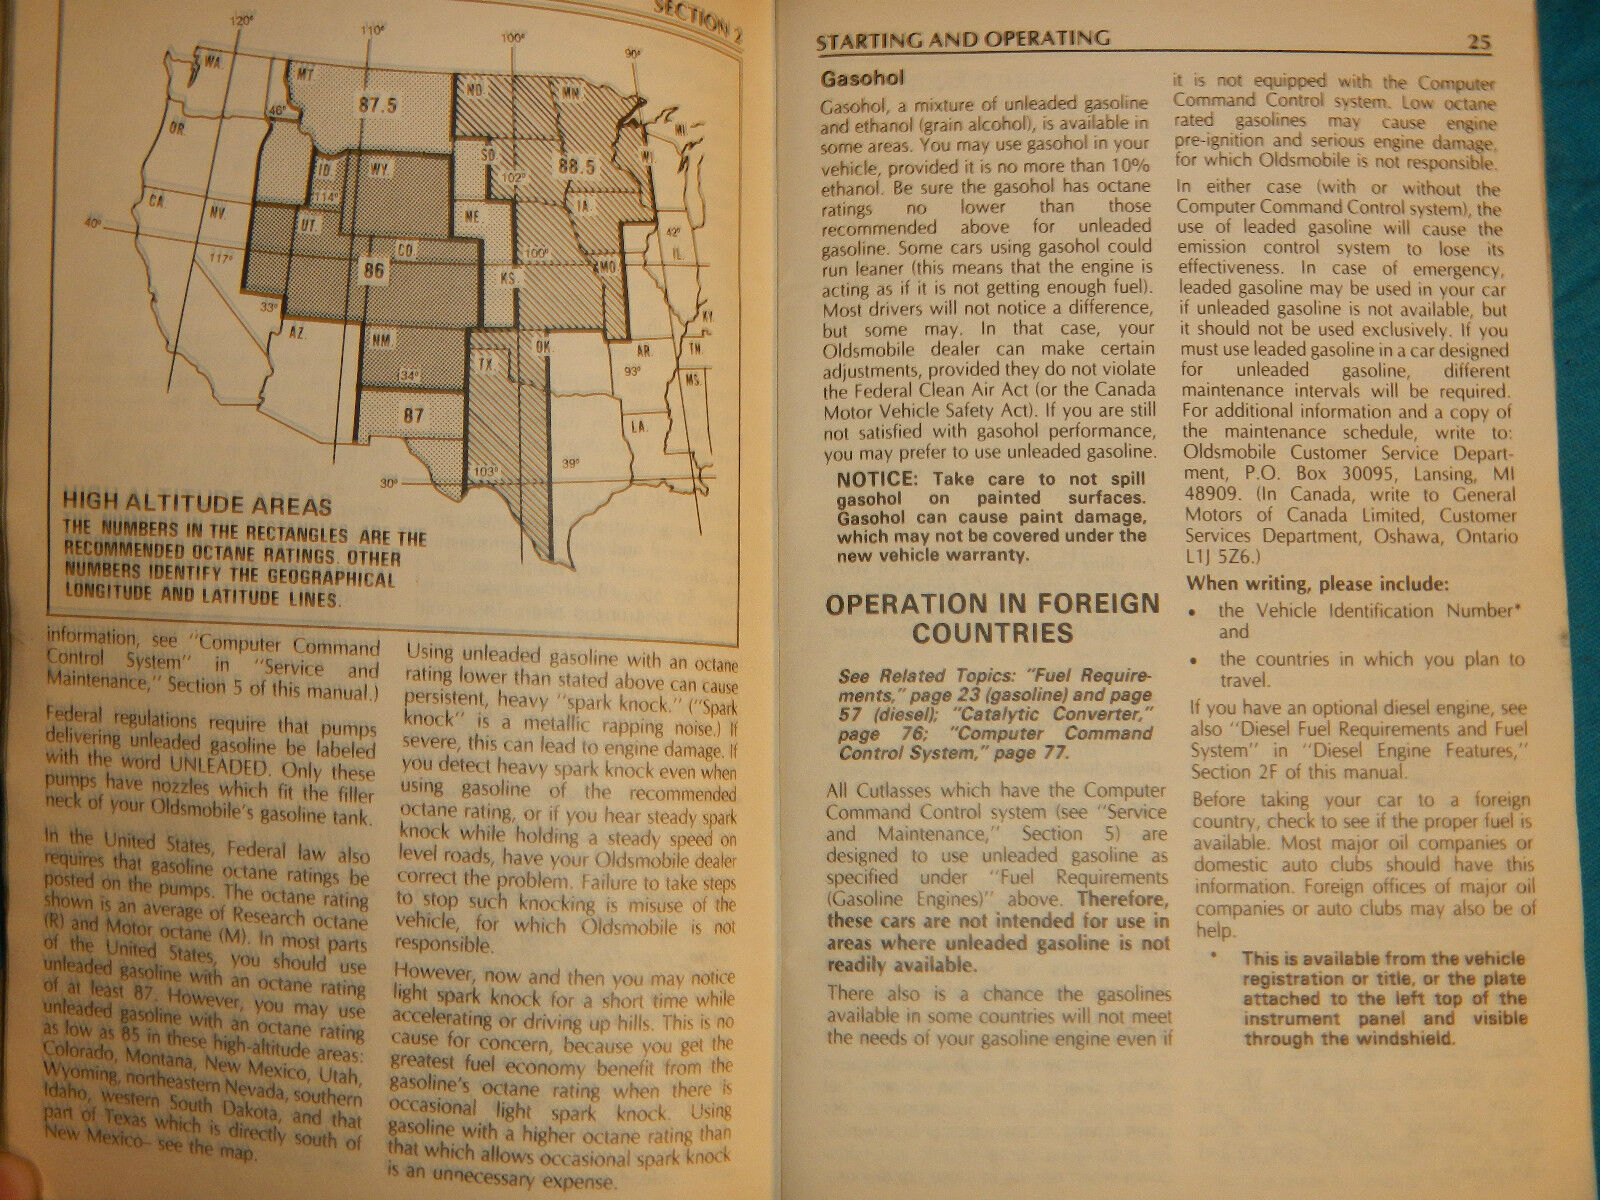 SECTION 2
120°
110°
100°
90°
WA.
MT.
ND.
MN.
87.5
46°
OR.
MI.
SD.
WI.
ID.
WY.
88.5
102°
114°
CA.
NV.
IA.
UT.
NE.
40°
42°
117°
CO.
100°
IL.
86
KS.
MO.
33°
AZ.
KY.
NM.
OK.
TX.
AR.
TN.
34°
93°
MS.
87
LA.
103°
39°
30°
HIGH ALTITUDE AREAS
THE NUMBERS IN THE RECTANGLES ARE THE
RECOMMENDED OCTANE RATINGS. OTHER
NUMBERS IDENTIFY THE GEOGRAPHICAL
LONGITUDE AND LATITUDE LINES.
information, see "Computer Command
Control System" in "Service and
Maintenance," Section 5 of this manual.)
Federal regulations require that pumps
delivering unleaded gasoline be labeled
with the word UNLEADED. Only these
pumps have nozzles which fit the filler
neck of your Oldsmobile's gasoline tank.
In the United States, Federal law also
requires that gasoline octane ratings be
posted on the pumps. The octane rating
shown is an average of Research octane
(R) and Motor octane (M). In most parts
of the United States, you should use
unleaded gasoline with an octane rating
of at least 87. However, you may use
unleaded gasoline with an octane rating
as low as 85 in these high-altitude areas:
Colorado, Montana, New Mexico, Utah,
Wyoming, northeastern Nevada, southern
Idaho, western South Dakota, and that
part of Texas which is directly south of
New Mexico– see the map.
Using unleaded gasoline with an octane
rating lower than stated above can cause
persistent, heavy "spark knock." ("Spark
knock" is a metallic rapping noise.) If
severe, this can lead to engine damage. If
you detect heavy spark knock even when
using gasoline of the recommended
octane rating, or if you hear steady spark
knock while holding a steady speed on
level roads, have your Oldsmobile dealer
correct the problem. Failure to take steps
to stop such knocking is misuse of the
vehicle, for which Oldsmobile is not
responsible.
However, now and then you may notice
light spark knock for a short time while
accelerating or driving up hills. This is no
cause for concern, because you get the
greatest fuel economy benefit from the
gasoline's octane rating when there is
occasional light spark knock. Using
gasoline with a higher octane rating than
that which allows occasional spark knock
is an unnecessary expense.
STARTING AND OPERATING 25
Gasohol
Gasohol, a mixture of unleaded gasoline
and ethanol (grain alcohol), is available in
some areas. You may use gasohol in your
vehicle, provided it is no more than 10%
ethanol. Be sure the gasohol has octane
ratings no lower than those
recommended above for unleaded
gasoline. Some cars using gasohol could
run leaner (this means that the engine is
acting as if it is not getting enough fuel).
Most drivers will not notice a difference,
but some may. In that case, your
Oldsmobile dealer can make certain
adjustments, provided they do not violate
the Federal Clean Air Act (or the Canada
Motor Vehicle Safety Act). If you are still
not satisfied with gasohol performance,
you may prefer to use unleaded gasoline.
NOTICE: Take care to not spill
gasohol on painted surfaces.
Gasohol can cause paint damage,
which may not be covered under the
new vehicle warranty.
OPERATION IN FOREIGN
COUNTRIES
See Related Topics: "Fuel Require-
ments," page 23 (gasoline) and page
57 (diesel); "Catalytic Converter,"
page 76; "Computer Command
Control System," page 77.
All Cutlasses which have the Computer
Command Control system (see "Service
and Maintenance," Section 5) are
designed to use unleaded gasoline as
specified under "Fuel Requirements
(Gasoline Engines)" above. Therefore,
these cars are not intended for use in
areas where unleaded gasoline is not
readily available.
There also is a chance the gasolines
available in some countries will not meet
the needs of your gasoline engine even if
it is not equipped with the Computer
Command Control system. Low octane
rated gasolines may cause engine
pre-ignition and serious engine damage,
for which Oldsmobile is not responsible.
In either case (with or without the
Computer Command Control system), the
use of leaded gasoline will cause the
emission control system to lose its
effectiveness. In case of emergency,
leaded gasoline may be used in your car
if unleaded gasoline is not available, but
it should not be used exclusively. If you
must use leaded gasoline in a car designed
for unleaded gasoline, different
maintenance intervals will be required.
For additional information and a copy of
the maintenance schedule, write to:
Oldsmobile Customer Service Depart-
ment, P.O. Box 30095, Lansing, MI
48909. (In Canada, write to General
Motors of Canada Limited, Customer
Services Department, Oshawa, Ontario
L1J 5Z6.)
When writing, please include:
• the Vehicle Identification Number*
and
• the countries in which you plan to
travel.
If you have an optional diesel engine, see
also "Diesel Fuel Requirements and Fuel
System" in "Diesel Engine Features,"
Section 2F of this manual.
Before taking your car to a foreign
country, check to see if the proper fuel is
available. Most major oil companies or
domestic auto clubs should have this
information. Foreign offices of major oil
companies or auto clubs may also be of
help.
* This is available from the vehicle
registration or title, or the plate
attached to the left top of the
instrument panel and visible
through the windshield.